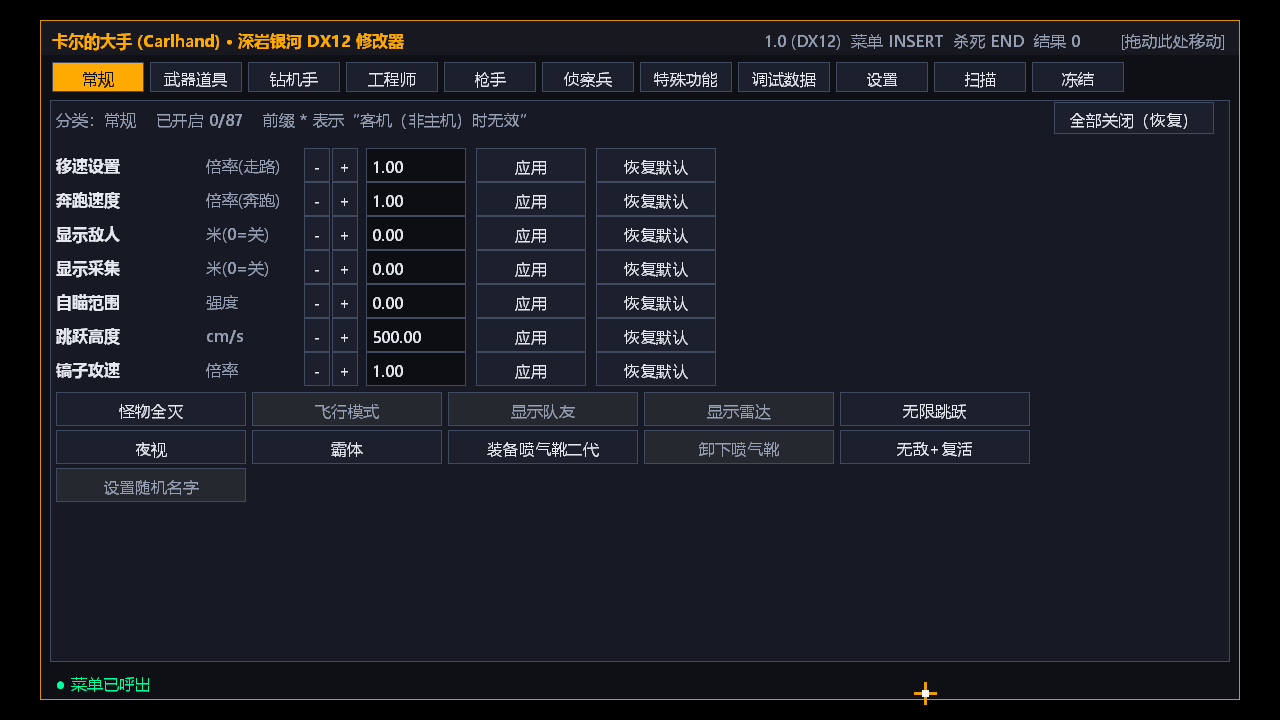 卡尔的大手 (Carlhand) • 深岩银河 DX12 修改器 1.0 (DX12) 菜单 INSERT 杀死 END 结果 0 [拖动此处移动]
常规 武器道具 钻机手 工程师 枪手 侦察兵 特殊功能 调试数据 设置 扫描 冻结
分类: 常规 已开启 0/87 前缀 * 表示 “客机（非主机）时无效” 全部关闭（恢复）
移速设置 倍率(走路) - + 1.00 应用 恢复默认
奔跑速度 倍率(奔跑) - + 1.00 应用 恢复默认
显示敌人 米(0=关) - + 0.00 应用 恢复默认
显示采集 米(0=关) - + 0.00 应用 恢复默认
自瞄范围 强度 - + 0.00 应用 恢复默认
跳跃高度 cm/s - + 500.00 应用 恢复默认
镐子攻速 倍率 - + 1.00 应用 恢复默认
怪物全灭 飞行模式 显示队友 显示雷达 无限跳跃
夜视 霸体 装备喷气靴二代 卸下喷气靴 无敌+复活
设置随机名字
● 菜单已呼出